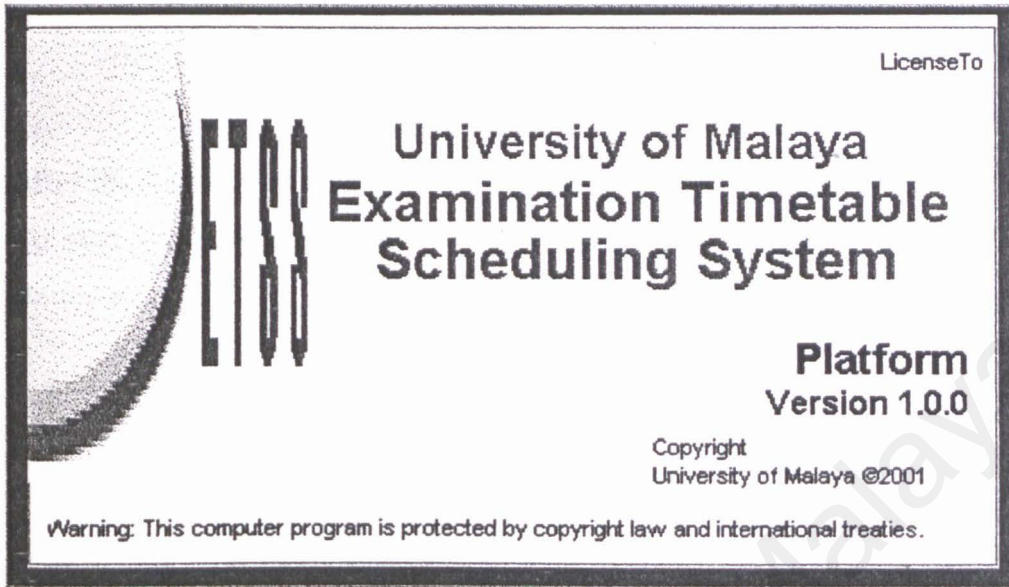 LicenseTo
ETSS
University of Malaya
Examination Timetable
Scheduling System
Platform
Version 1.0.0
Copyright
University of Malaya ©2001
Warning: This computer program is protected by copyright law and international treaties.
Malaya